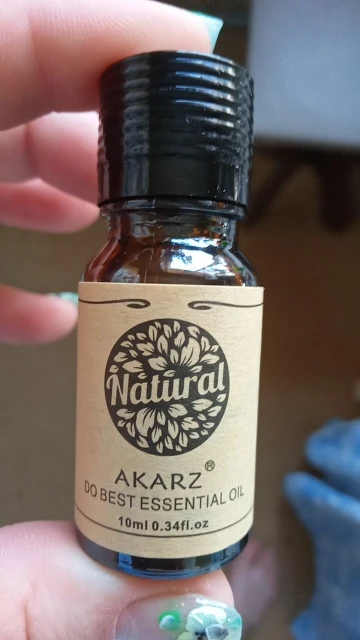 Natural
AKARZ®
DO BEST ESSENTIAL OIL
10ml 0.34fl.oz